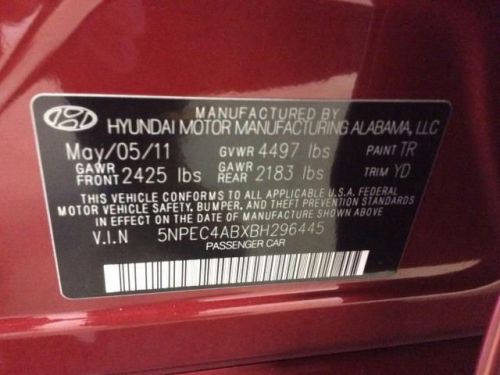 MANUFACTURED BY
HYUNDAI MOTOR MANUFACTURING ALABAMA, LLC
May/05/11 GVWR 4497 lbs PAINT TR
GAWR FRONT 2425 lbs GAWR REAR 2183 lbs TRIM YD
THIS VEHICLE CONFORMS TO ALL APPLICABLE U.S.A. FEDERAL
MOTOR VEHICLE SAFETY, BUMPER, AND THEFT PREVENTION STANDARDS
IN EFFECT ON THE DATE OF MANUFACTURE SHOWN ABOVE.
V.I.N 5NPEC4ABXBH296445
PASSENGER CAR